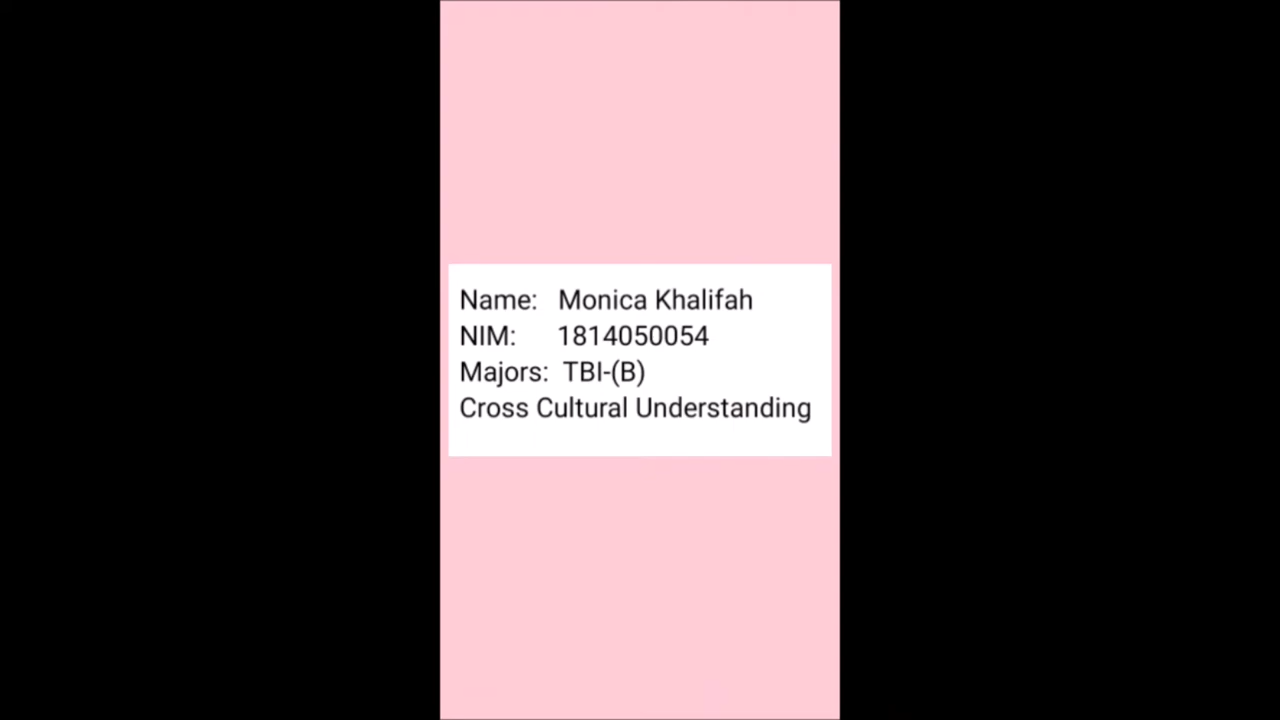 Name: Monica Khalifah
NIM: 1814050054
Majors: TBI-(B)
Cross Cultural Understanding